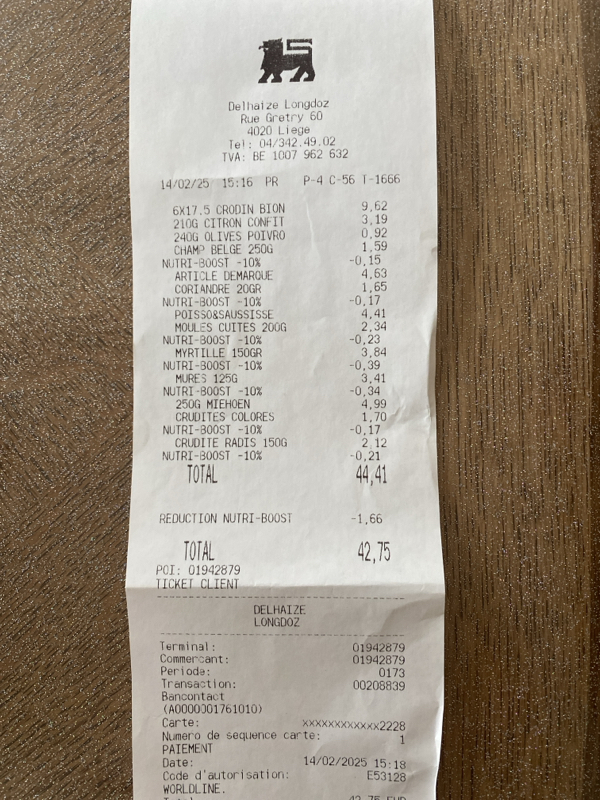 Delhaize Longdoz
Rue Gretry 60
4020 Liege
Tel: 04/342.49.02
TVA: BE 1007 962 632
14/02/25 15:16 PR P-4 C-56 T-1666
6X17.5 CRODIN BION 9,62
210G CITRON CONFIT 3,19
240G OLIVES POIVRO 0,92
CHAMP BELGE 250G 1,59
NUTRI-BOOST -10% -0,15
ARTICLE DEMARQUE 4,63
CORIANDRE 20GR 1,65
NUTRI-BOOST -10% -0,17
POISSO&SAUSSISSE 4,41
MOULES CUITES 200G 2,34
NUTRI-BOOST -10% -0,23
MYRTILLE 150GR 3,84
NUTRI-BOOST -10% -0,39
MURES 125G 3,41
NUTRI-BOOST -10% -0,34
250G MIEHOEN 4,99
CRUDITES COLORES 1,70
NUTRI-BOOST -10% -0,17
CRUDITE RADIS 150G 2,12
NUTRI-BOOST -10% -0,21
TOTAL 44,41
REDUCTION NUTRI-BOOST -1,66
TOTAL 42,75
POI: 01942879
TICKET CLIENT
DELHAIZE
LONGDOZ
Terminal: 01942879
Commercant: 01942879
Periode: 0173
Transaction: 00208839
Bancontact
(A0000001761010)
Carte: xxxxxxxxxxxx2228
Numero de sequence carte: 1
PAIEMENT
Date: 14/02/2025 15:18
Code d'autorisation: E53128
WORLDLINE.
Total: 42,75 EUR